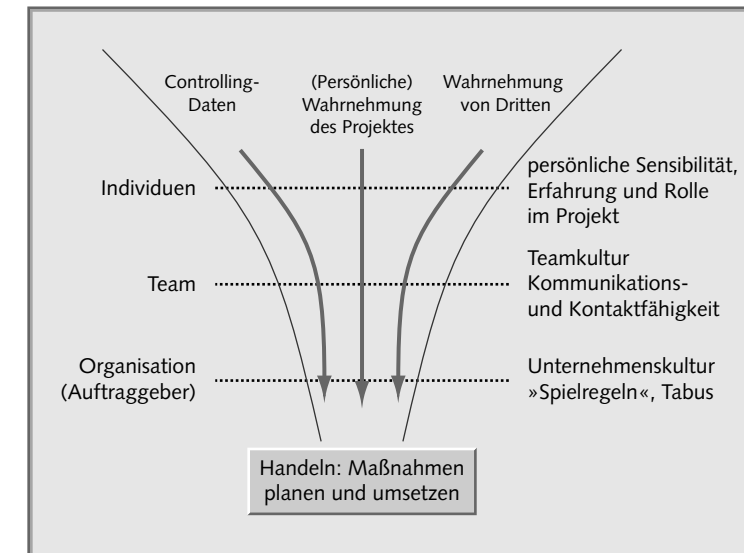 Controlling-
Daten
(Persönliche)
Wahrnehmung
des Projektes
Wahrnehmung
von Dritten
Individuen
persönliche Sensibilität,
Erfahrung und Rolle
im Projekt
Team
Teamkultur
Kommunikations-
und Kontaktfähigkeit
Organisation
(Auftraggeber)
Unternehmenskultur
»Spielregeln«, Tabus
Handeln: Maßnahmen
planen und umsetzen